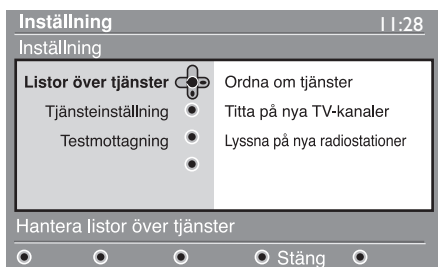 Inställning 11:28
Inställning
Listor över tjänster Ordna om tjänster
Tjänsteinställning Titta på nya TV-kanaler
Testmottagning Lyssna på nya radiostationer
Hantera listor över tjänster
Stäng